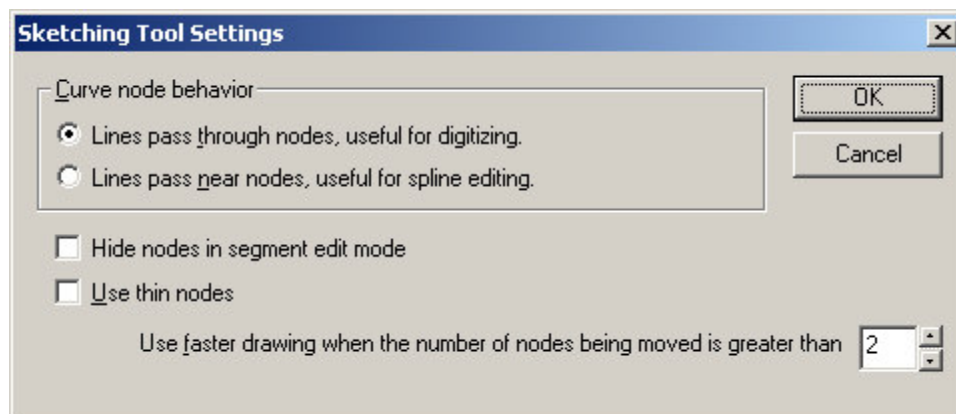 Sketching Tool Settings
Curve node behavior
Lines pass through nodes, useful for digitizing.
Lines pass near nodes, useful for spline editing.
OK
Cancel
Hide nodes in segment edit mode
Use thin nodes
Use faster drawing when the number of nodes being moved is greater than 2